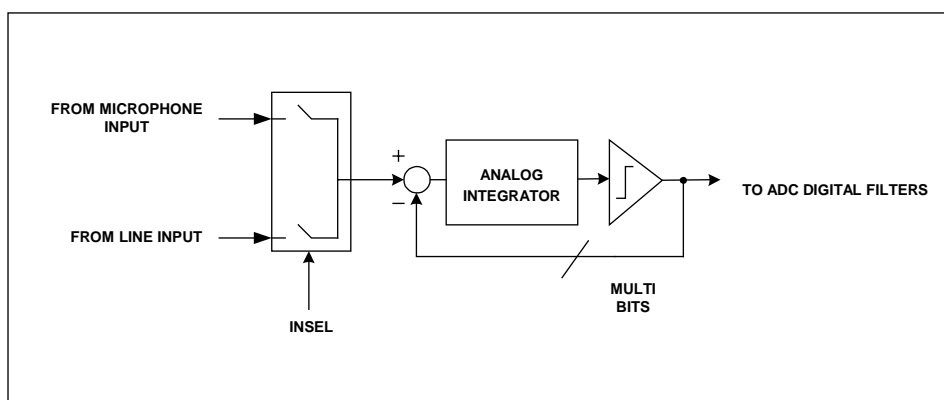 FROM MICROPHONE
INPUT
+
−
ANALOG
INTEGRATOR
TO ADC DIGITAL FILTERS
FROM LINE INPUT
MULTI
BITS
INSEL